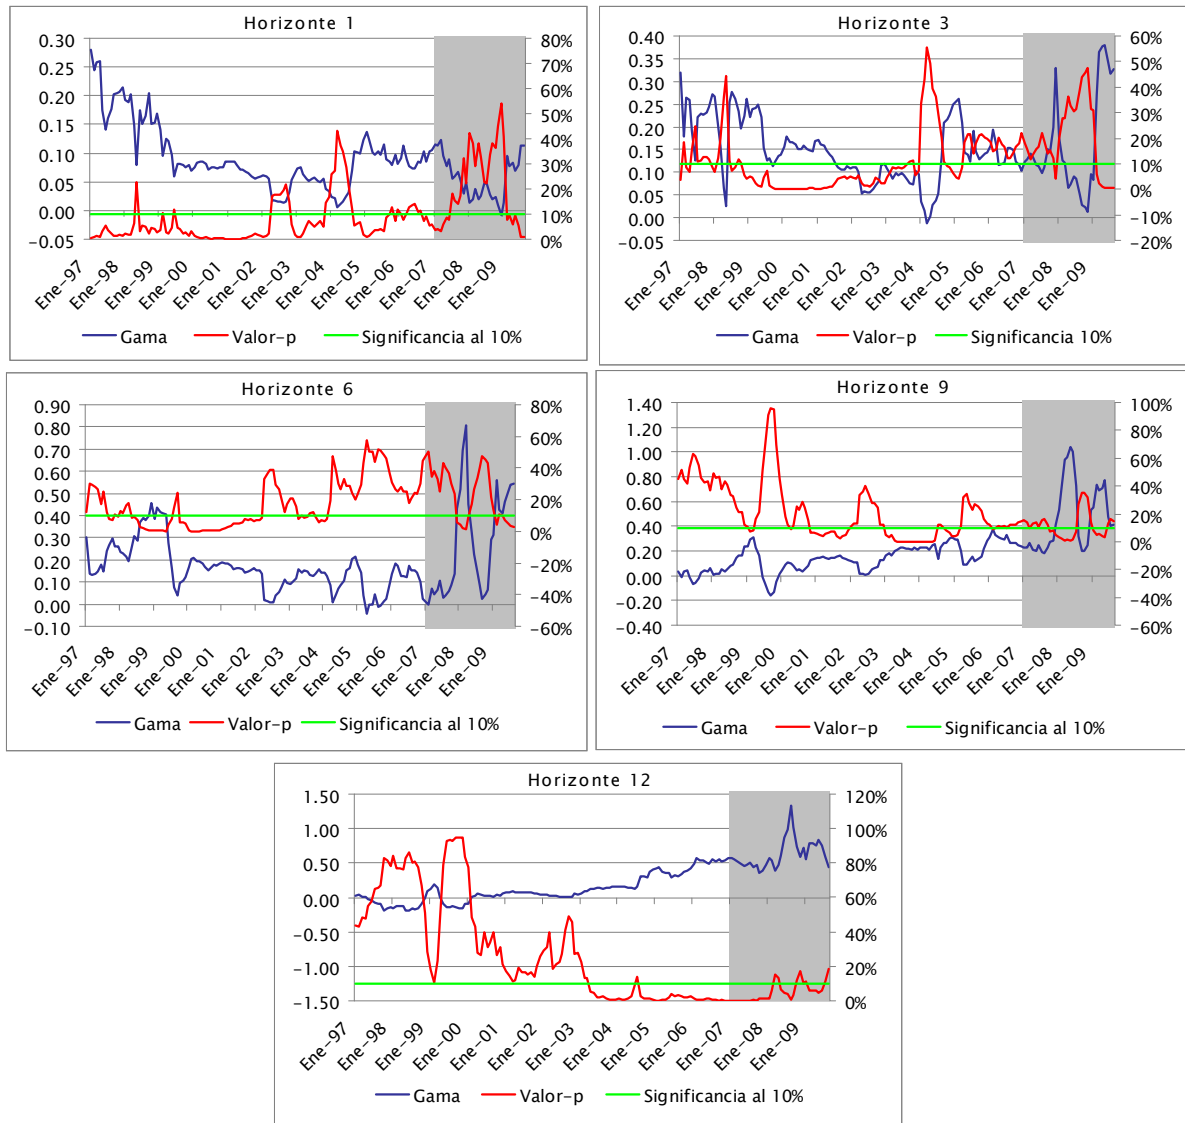 Horizonte 1
0.30
0.25
0.20
0.15
0.10
0.05
0.00
−0.05
80%
70%
60%
50%
40%
30%
20%
10%
0%
Ene−97
Ene−98
Ene−99
Ene−00
Ene−01
Ene−02
Ene−03
Ene−04
Ene−05
Ene−06
Ene−07
Ene−08
Ene−09
Gama Valor−p Significancia al 10%
Horizonte 3
0.40
0.35
0.30
0.25
0.20
0.15
0.10
0.05
0.00
−0.05
60%
50%
40%
30%
20%
10%
0%
−10%
−20%
Ene−97
Ene−98
Ene−99
Ene−00
Ene−01
Ene−02
Ene−03
Ene−04
Ene−05
Ene−06
Ene−07
Ene−08
Ene−09
Gama Valor−p Significancia al 10%
Horizonte 6
0.90
0.80
0.70
0.60
0.50
0.40
0.30
0.20
0.10
0.00
−0.10
80%
60%
40%
20%
0%
−20%
−40%
−60%
Ene−97
Ene−98
Ene−99
Ene−00
Ene−01
Ene−02
Ene−03
Ene−04
Ene−05
Ene−06
Ene−07
Ene−08
Ene−09
Gama Valor−p Significancia al 10%
Horizonte 9
1.40
1.20
1.00
0.80
0.60
0.40
0.20
0.00
−0.20
−0.40
100%
80%
60%
40%
20%
0%
−20%
−40%
−60%
Ene−97
Ene−98
Ene−99
Ene−00
Ene−01
Ene−02
Ene−03
Ene−04
Ene−05
Ene−06
Ene−07
Ene−08
Ene−09
Gama Valor−p Significancia al 10%
Horizonte 12
1.50
1.00
0.50
0.00
−0.50
−1.00
−1.50
120%
100%
80%
60%
40%
20%
0%
Ene−97
Ene−98
Ene−99
Ene−00
Ene−01
Ene−02
Ene−03
Ene−04
Ene−05
Ene−06
Ene−07
Ene−08
Ene−09
Gama Valor−p Significancia al 10%